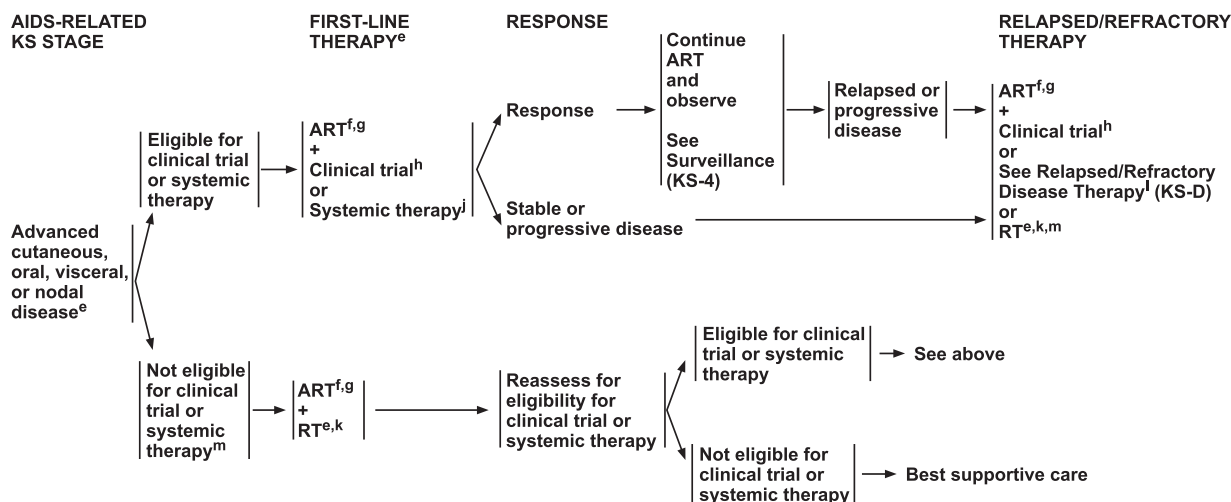 AIDS-RELATED
KS STAGE
FIRST-LINE
THERAPYe
RESPONSE
RELAPSED/REFRACTORY
THERAPY
Advanced
cutaneous,
oral, visceral,
or nodal
diseasee
Eligible for
clinical trial
or systemic
therapy
ARTf,g
+
Clinical trialh
or
Systemic therapyj
Response
Continue
ART
and
observe
See
Surveillance
(KS-4)
Relapsed or
progressive
disease
Stable or
progressive disease
ARTf,g
+
Clinical trialh
or
See Relapsed/Refractory
Disease Therapyl (KS-D)
or
RTe,k,m
Not eligible
for clinical
trial or
systemic
therapym
ARTf,g
+
RTe,k
Reassess for
eligibility for
clinical trial or
systemic therapy
Eligible for clinical
trial or systemic
therapy
See above
Not eligible for
clinical trial or
systemic therapy
Best supportive care